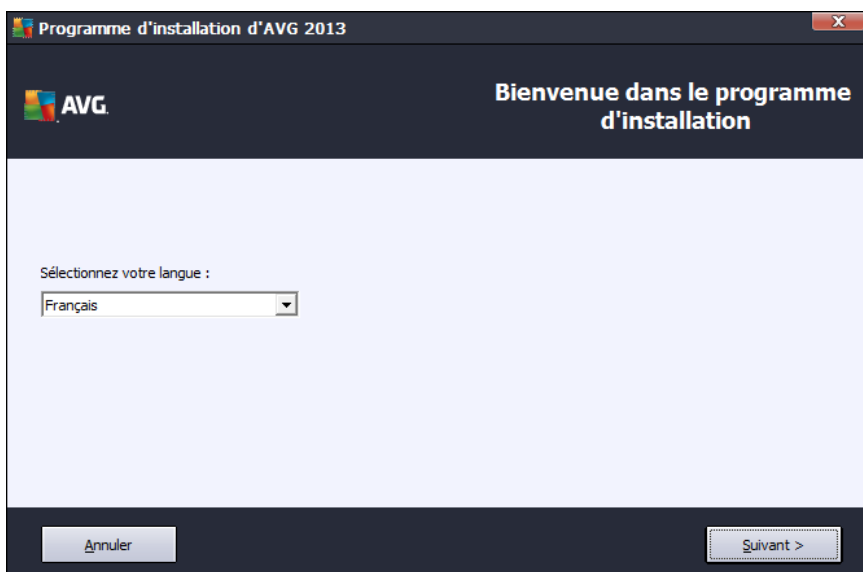 Programme d'installation d'AVG 2013
X
AVG.
Bienvenue dans le programme
d'installation
Sélectionnez votre langue :
Français
Annuler
Suivant >